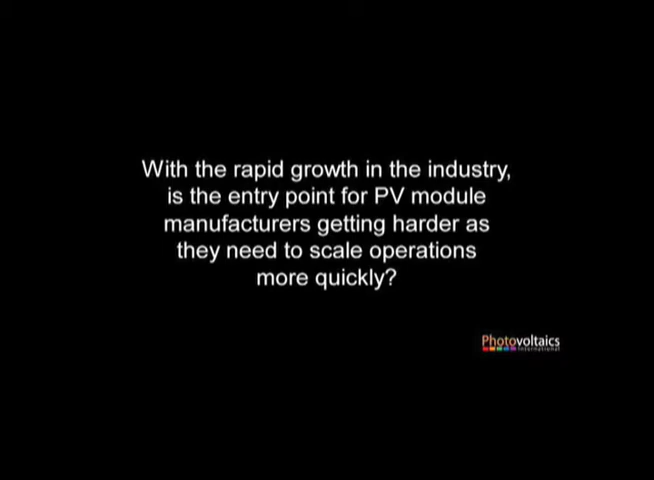 With the rapid growth in the industry,
is the entry point for PV module
manufacturers getting harder as
they need to scale operations
more quickly?
Photovoltaics
International